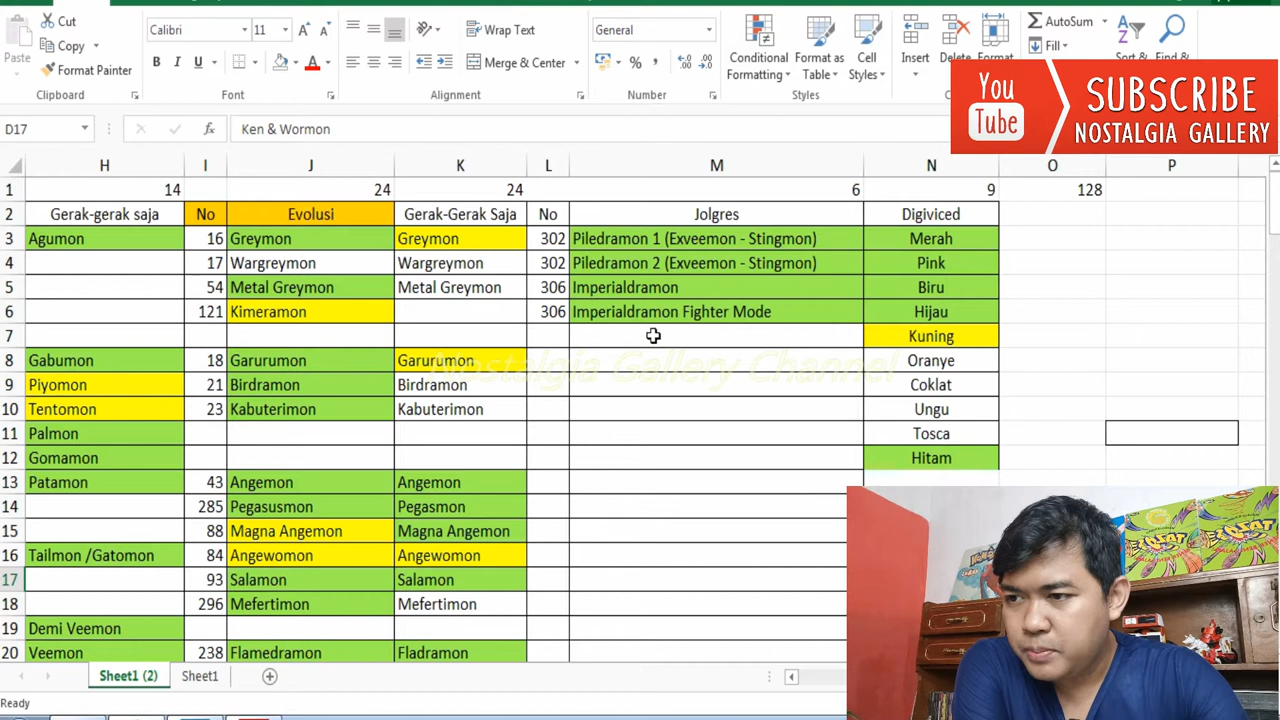 Cut
Copy
Paste
Format Painter
Clipboard
Calibri 11
B I U
Font
Wrap Text
Merge & Center
Alignment
General
Number
Conditional Formatting
Format as Table
Cell Styles
Styles
Insert Delete Format
AutoSum
Fill
Sort &
Find &
You Tube
SUBSCRIBE
NOSTALGIA GALLERY
D17 fx Ken & Wormon
H I J K L M N O P
1 14 24 24 6 9 128
2 Gerak-gerak saja No Evolusi Gerak-Gerak Saja No Jolgres Digiviced
3 Agumon 16 Greymon Greymon 302 Piledramon 1 (Exveemon - Stingmon) Merah
4 17 Wargreymon Wargreymon 302 Piledramon 2 (Exveemon - Stingmon) Pink
5 54 Metal Greymon Metal Greymon 306 Imperialdramon Biru
6 121 Kimeramon 306 Imperialdramon Fighter Mode Hijau
7 Kuning
8 Gabumon 18 Garurumon Garurumon Oranye
Nostalgia Gallery Channel
9 Piyomon 21 Birdramon Birdramon Coklat
10 Tentomon 23 Kabuterimon Kabuterimon Ungu
11 Palmon Tosca
12 Gomamon Hitam
13 Patamon 43 Angemon Angemon
14 285 Pegasusmon Pegasmon
15 88 Magna Angemon Magna Angemon
16 Tailmon /Gatomon 84 Angewomon Angewomon
17 93 Salamon Salamon
18 296 Mefertimon Mefertimon
19 Demi Veemon
20 Veemon 238 Flamedramon Fladramon
Sheet1 (2) Sheet1
Ready